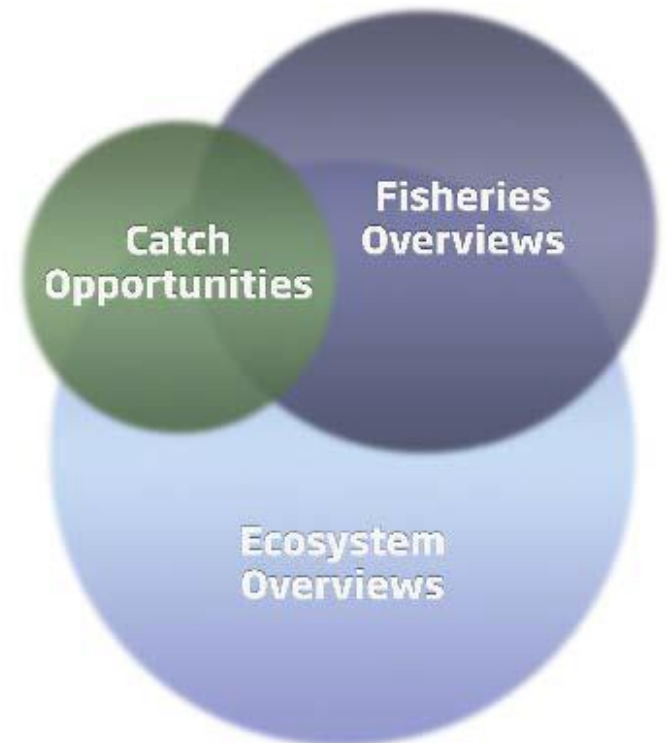 Fisheries
Overviews
Catch
Opportunities
Ecosystem
Overviews